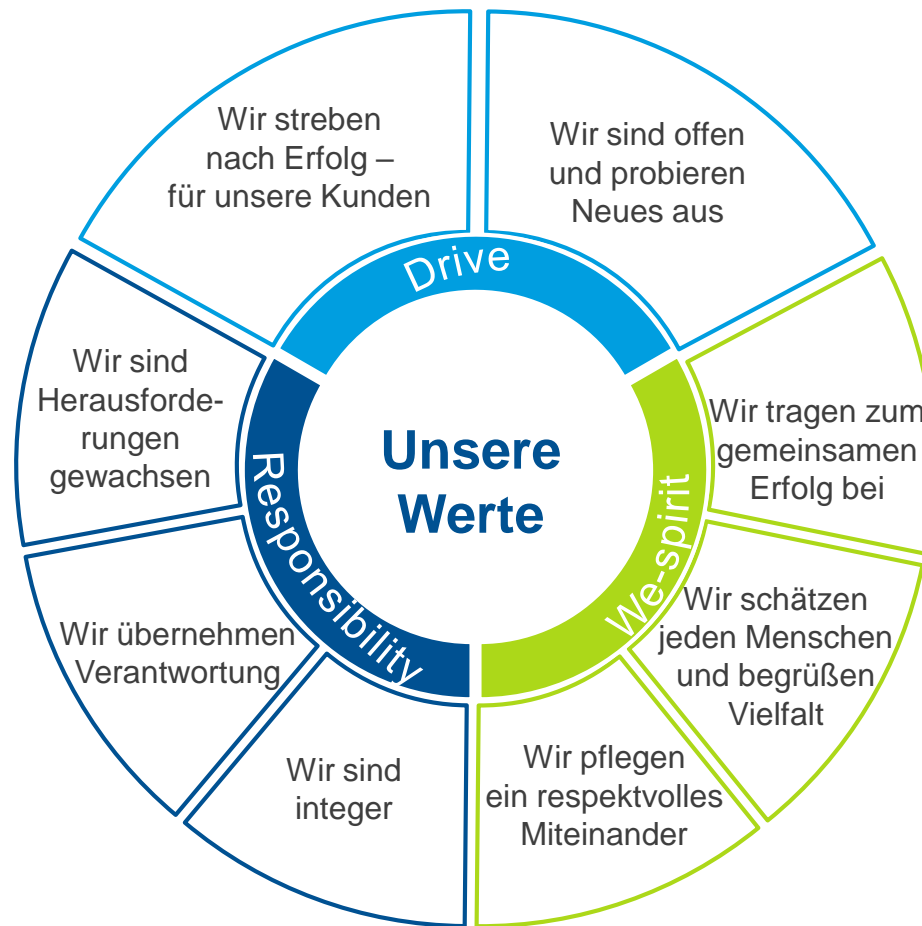 Wir streben
nach Erfolg –
für unsere Kunden
Wir sind offen
und probieren
Neues aus
Drive
Wir sind
Herausforde-
rungen
gewachsen
Wir tragen zum
gemeinsamen
Erfolg bei
Unsere
Werte
Responsibility
We-spirit
Wir übernehmen
Verantwortung
Wir schätzen
jeden Menschen
und begrüßen
Vielfalt
Wir sind
integer
Wir pflegen
ein respektvolles
Miteinander